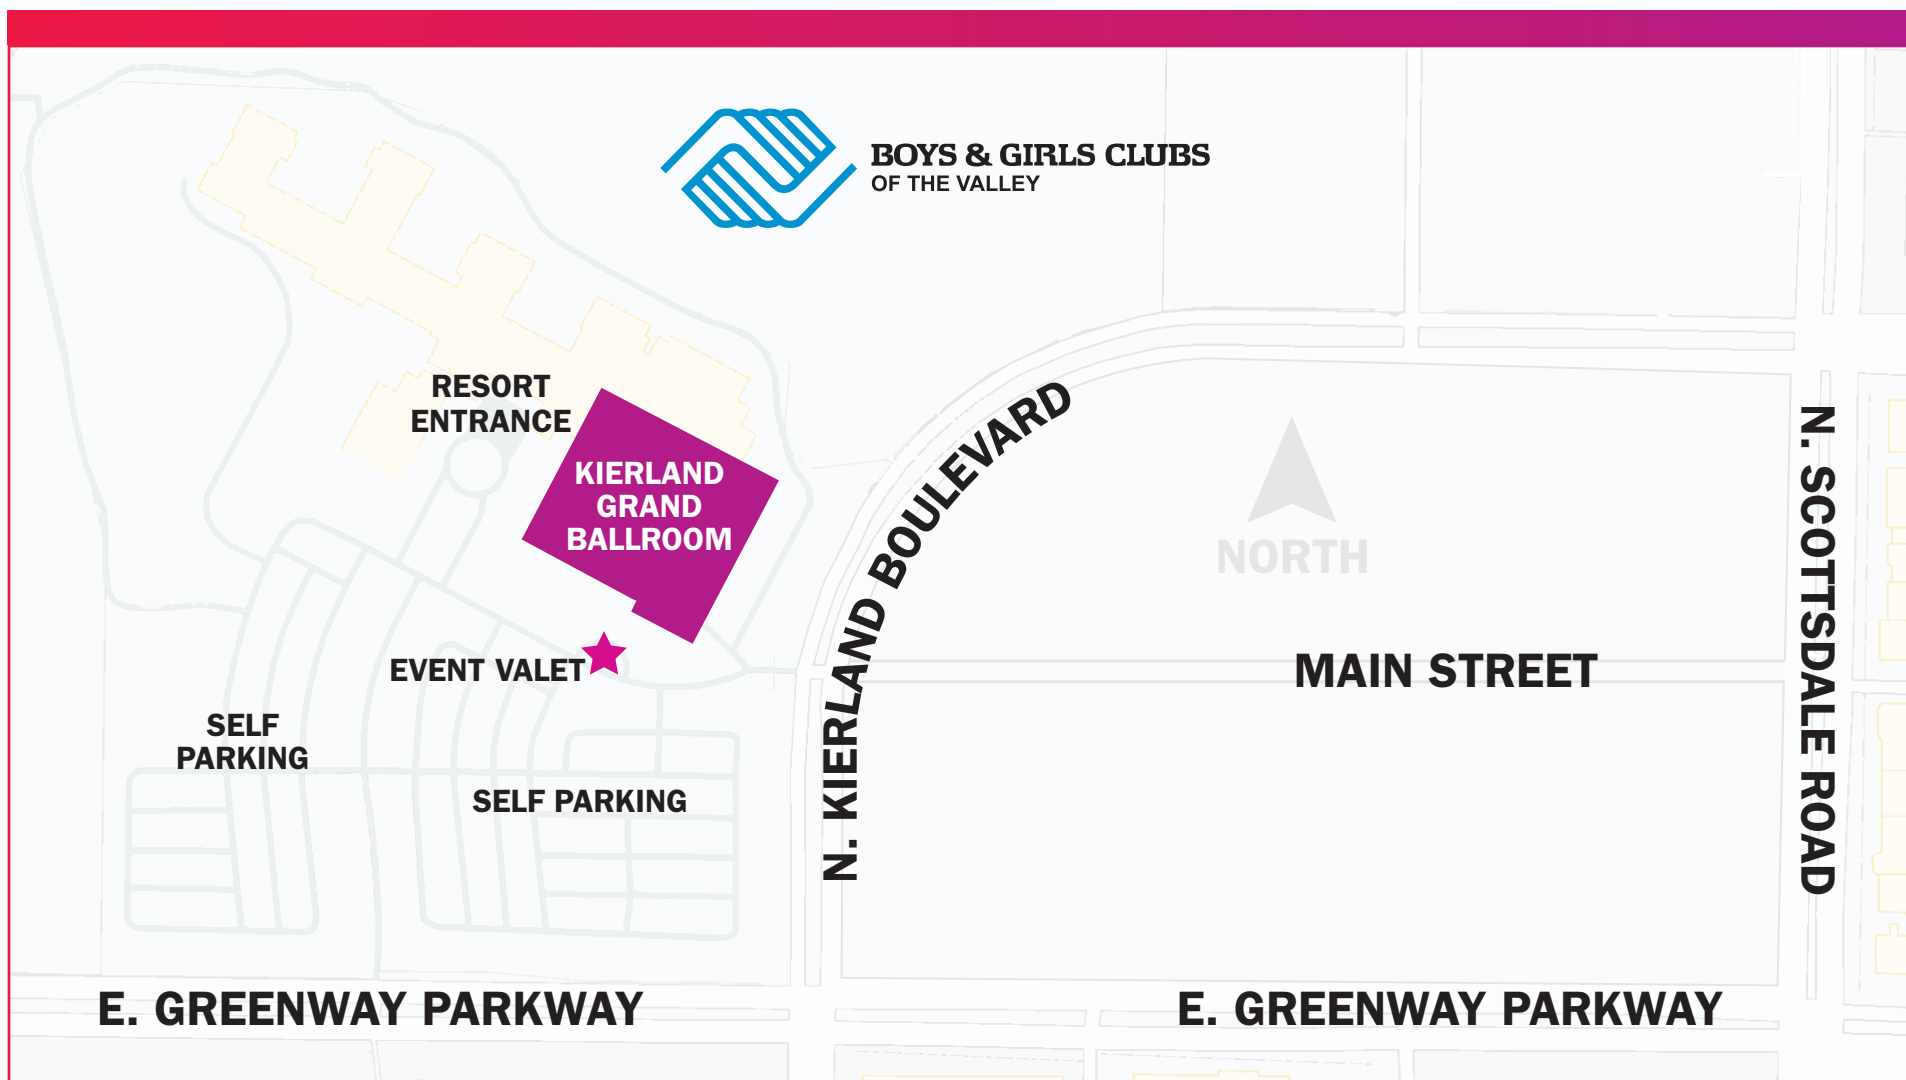 BOYS & GIRLS CLUBS
OF THE VALLEY
RESORT
ENTRANCE
KIERLAND
GRAND
BALLROOM
N. KIERLAND BOULEVARD
NORTH
N. SCOTTSDALE ROAD
MAIN STREET
EVENT VALET
SELF
PARKING
SELF PARKING
E. GREENWAY PARKWAY
E. GREENWAY PARKWAY